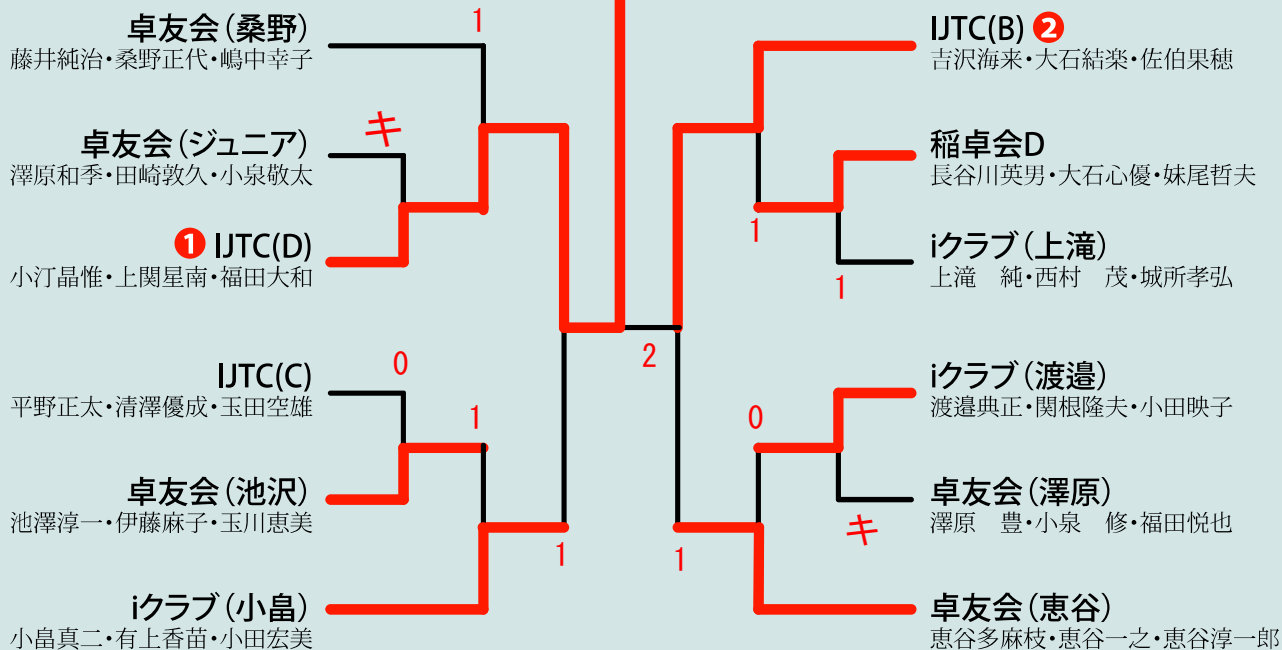 卓友会（桑野）
藤井純治・桑野正代・嶋中幸子
1
卓友会（ジュニア）
澤原和季・田崎敦久・小泉敬太
キ
❶ IJTC(D)
小汀晶惟・上関星南・福田大和
IJTC(C)
平野正太・清澤優成・玉田空雄
0
1
卓友会（池沢）
池澤淳一・伊藤麻子・玉川恵美
iクラブ（小畠）
小畠真二・有上香苗・小田宏美
1
2
IJTC(B) ❷
吉沢海来・大石結楽・佐伯果穂
稲卓会D
長谷川英男・大石心優・妹尾哲夫
1
iクラブ（上滝）
上滝　純・西村　茂・城所孝弘
1
iクラブ（渡邉）
渡邉典正・関根隆夫・小田映子
0
卓友会（澤原）
澤原　豊・小泉　修・福田悦也
キ
1
卓友会（恵谷）
恵谷多麻枝・恵谷一之・恵谷淳一郎